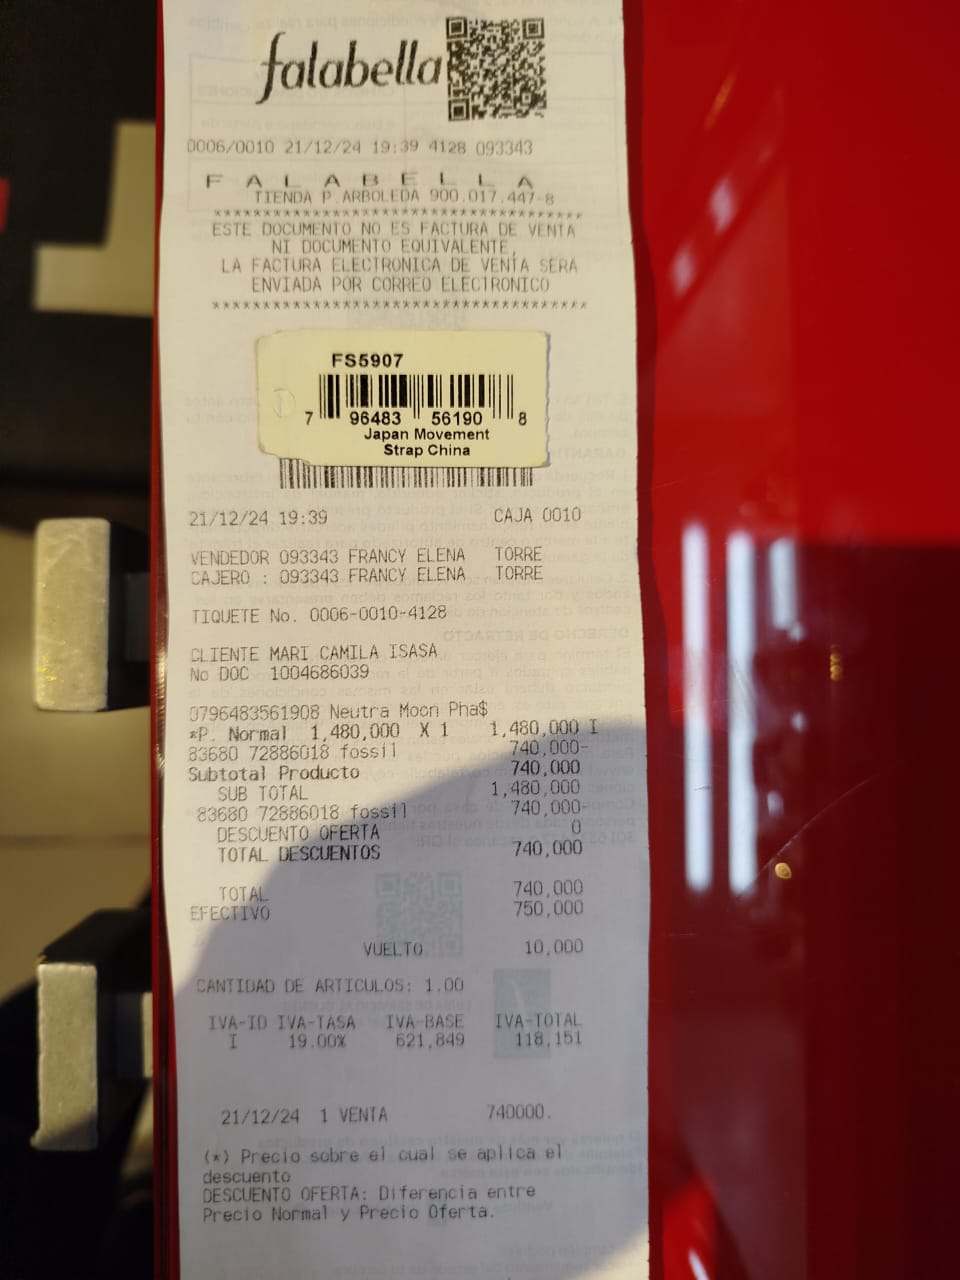 falabella
0006/0010 21/12/24 19:39 4128 093343
F A L A B E L L A
TIENDA P.ARBOLEDA 900.017.447-8
****************************************
ESTE DOCUMENTO NO ES FACTURA DE VENTA
NI DOCUMENTO EQUIVALENTE,
LA FACTURA ELECTRONICA DE VENTA SERA
ENVIADA POR CORREO ELECTRONICO
****************************************
FS5907
7 96483 56190 8
Japan Movement
Strap China
21/12/24 19:39 CAJA 0010
VENDEDOR 093343 FRANCY ELENA TORRE
CAJERO : 093343 FRANCY ELENA TORRE
TIQUETE No. 0006-0010-4128
CLIENTE MARI CAMILA ISASA
No DOC 1004686039
0796483561908 Neutra Moon Pha$
*P. Normal 1,480,000 X 1 1,480,000 I
83680 72886018 fossil 740,000-
Subtotal Producto 740,000
SUB TOTAL 1,480,000
83680 72886018 fossil 740,000-
DESCUENTO OFERTA 0
TOTAL DESCUENTOS 740,000
TOTAL 740,000
EFECTIVO 750,000
VUELTO 10,000
CANTIDAD DE ARTICULOS: 1.00
IVA-ID IVA-TASA IVA-BASE IVA-TOTAL
I 19.00% 621,849 118,151
21/12/24 1 VENTA 740000.
(*) Precio sobre el cual se aplica el
descuento
DESCUENTO OFERTA: Diferencia entre
Precio Normal y Precio Oferta.